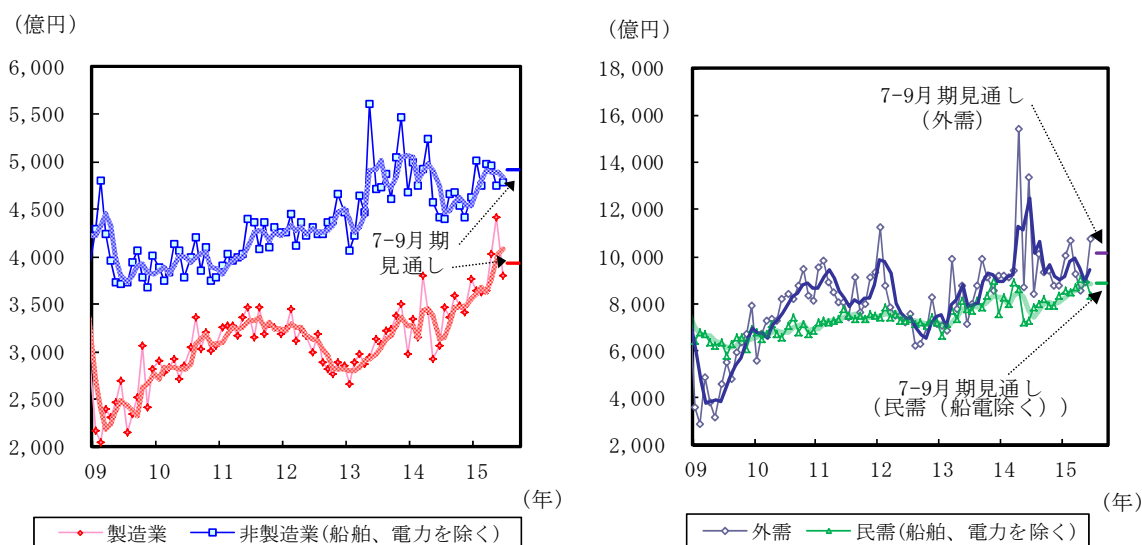 （億円）
6,000
5,500
5,000
4,500
4,000
3,500
3,000
2,500
2,000
7-9月期
見通し
09 10 11 12 13 14 15
（年）
製造業 非製造業(船舶、電力を除く)
（億円）
18,000
16,000
14,000
12,000
10,000
8,000
6,000
4,000
2,000
7-9月期見通し
（外需）
7-9月期見通し
（民需（船電除く））
09 10 11 12 13 14 15
（年）
外需 民需(船舶、電力を除く)